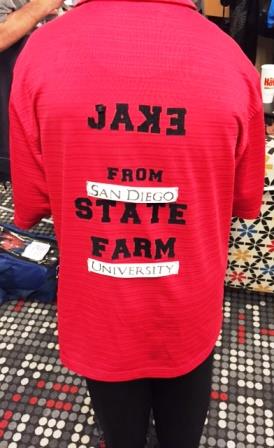 JAKE
FROM
SAN DIEGO
STATE
FARM
UNIVERSITY